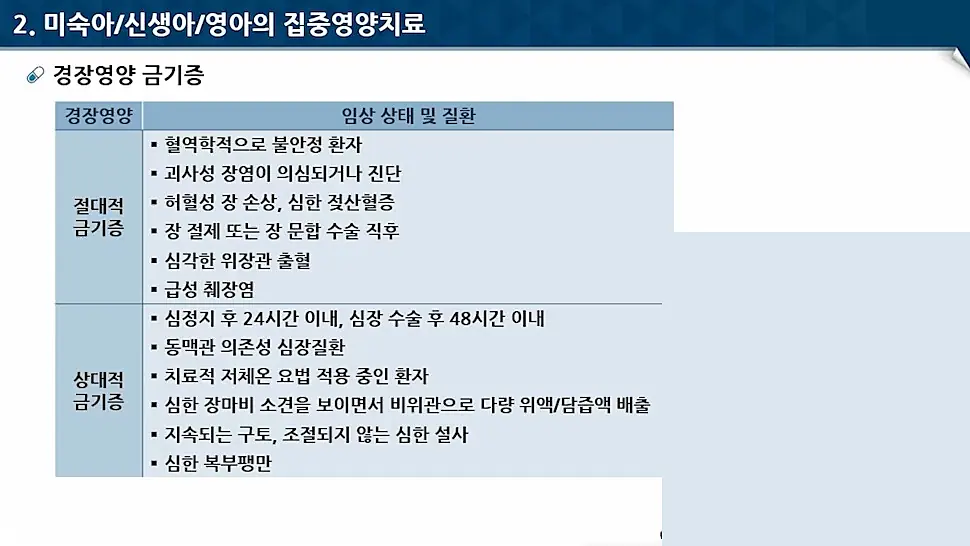 2. 미숙아/신생아/영아의 집중영양치료
경장영양 금기증
경장영양 임상 상태 및 질환
절대적
금기증
▪ 혈역학적으로 불안정 환자
▪ 괴사성 장염이 의심되거나 진단
▪ 허혈성 장 손상, 심한 젖산혈증
▪ 장 절제 또는 장 문합 수술 직후
▪ 심각한 위장관 출혈
▪ 급성 췌장염
상대적
금기증
▪ 심정지 후 24시간 이내, 심장 수술 후 48시간 이내
▪ 동맥관 의존성 심장질환
▪ 치료적 저체온 요법 적용 중인 환자
▪ 심한 장마비 소견을 보이면서 비위관으로 다량 위액/담즙액 배출
▪ 지속되는 구토, 조절되지 않는 심한 설사
▪ 심한 복부팽만